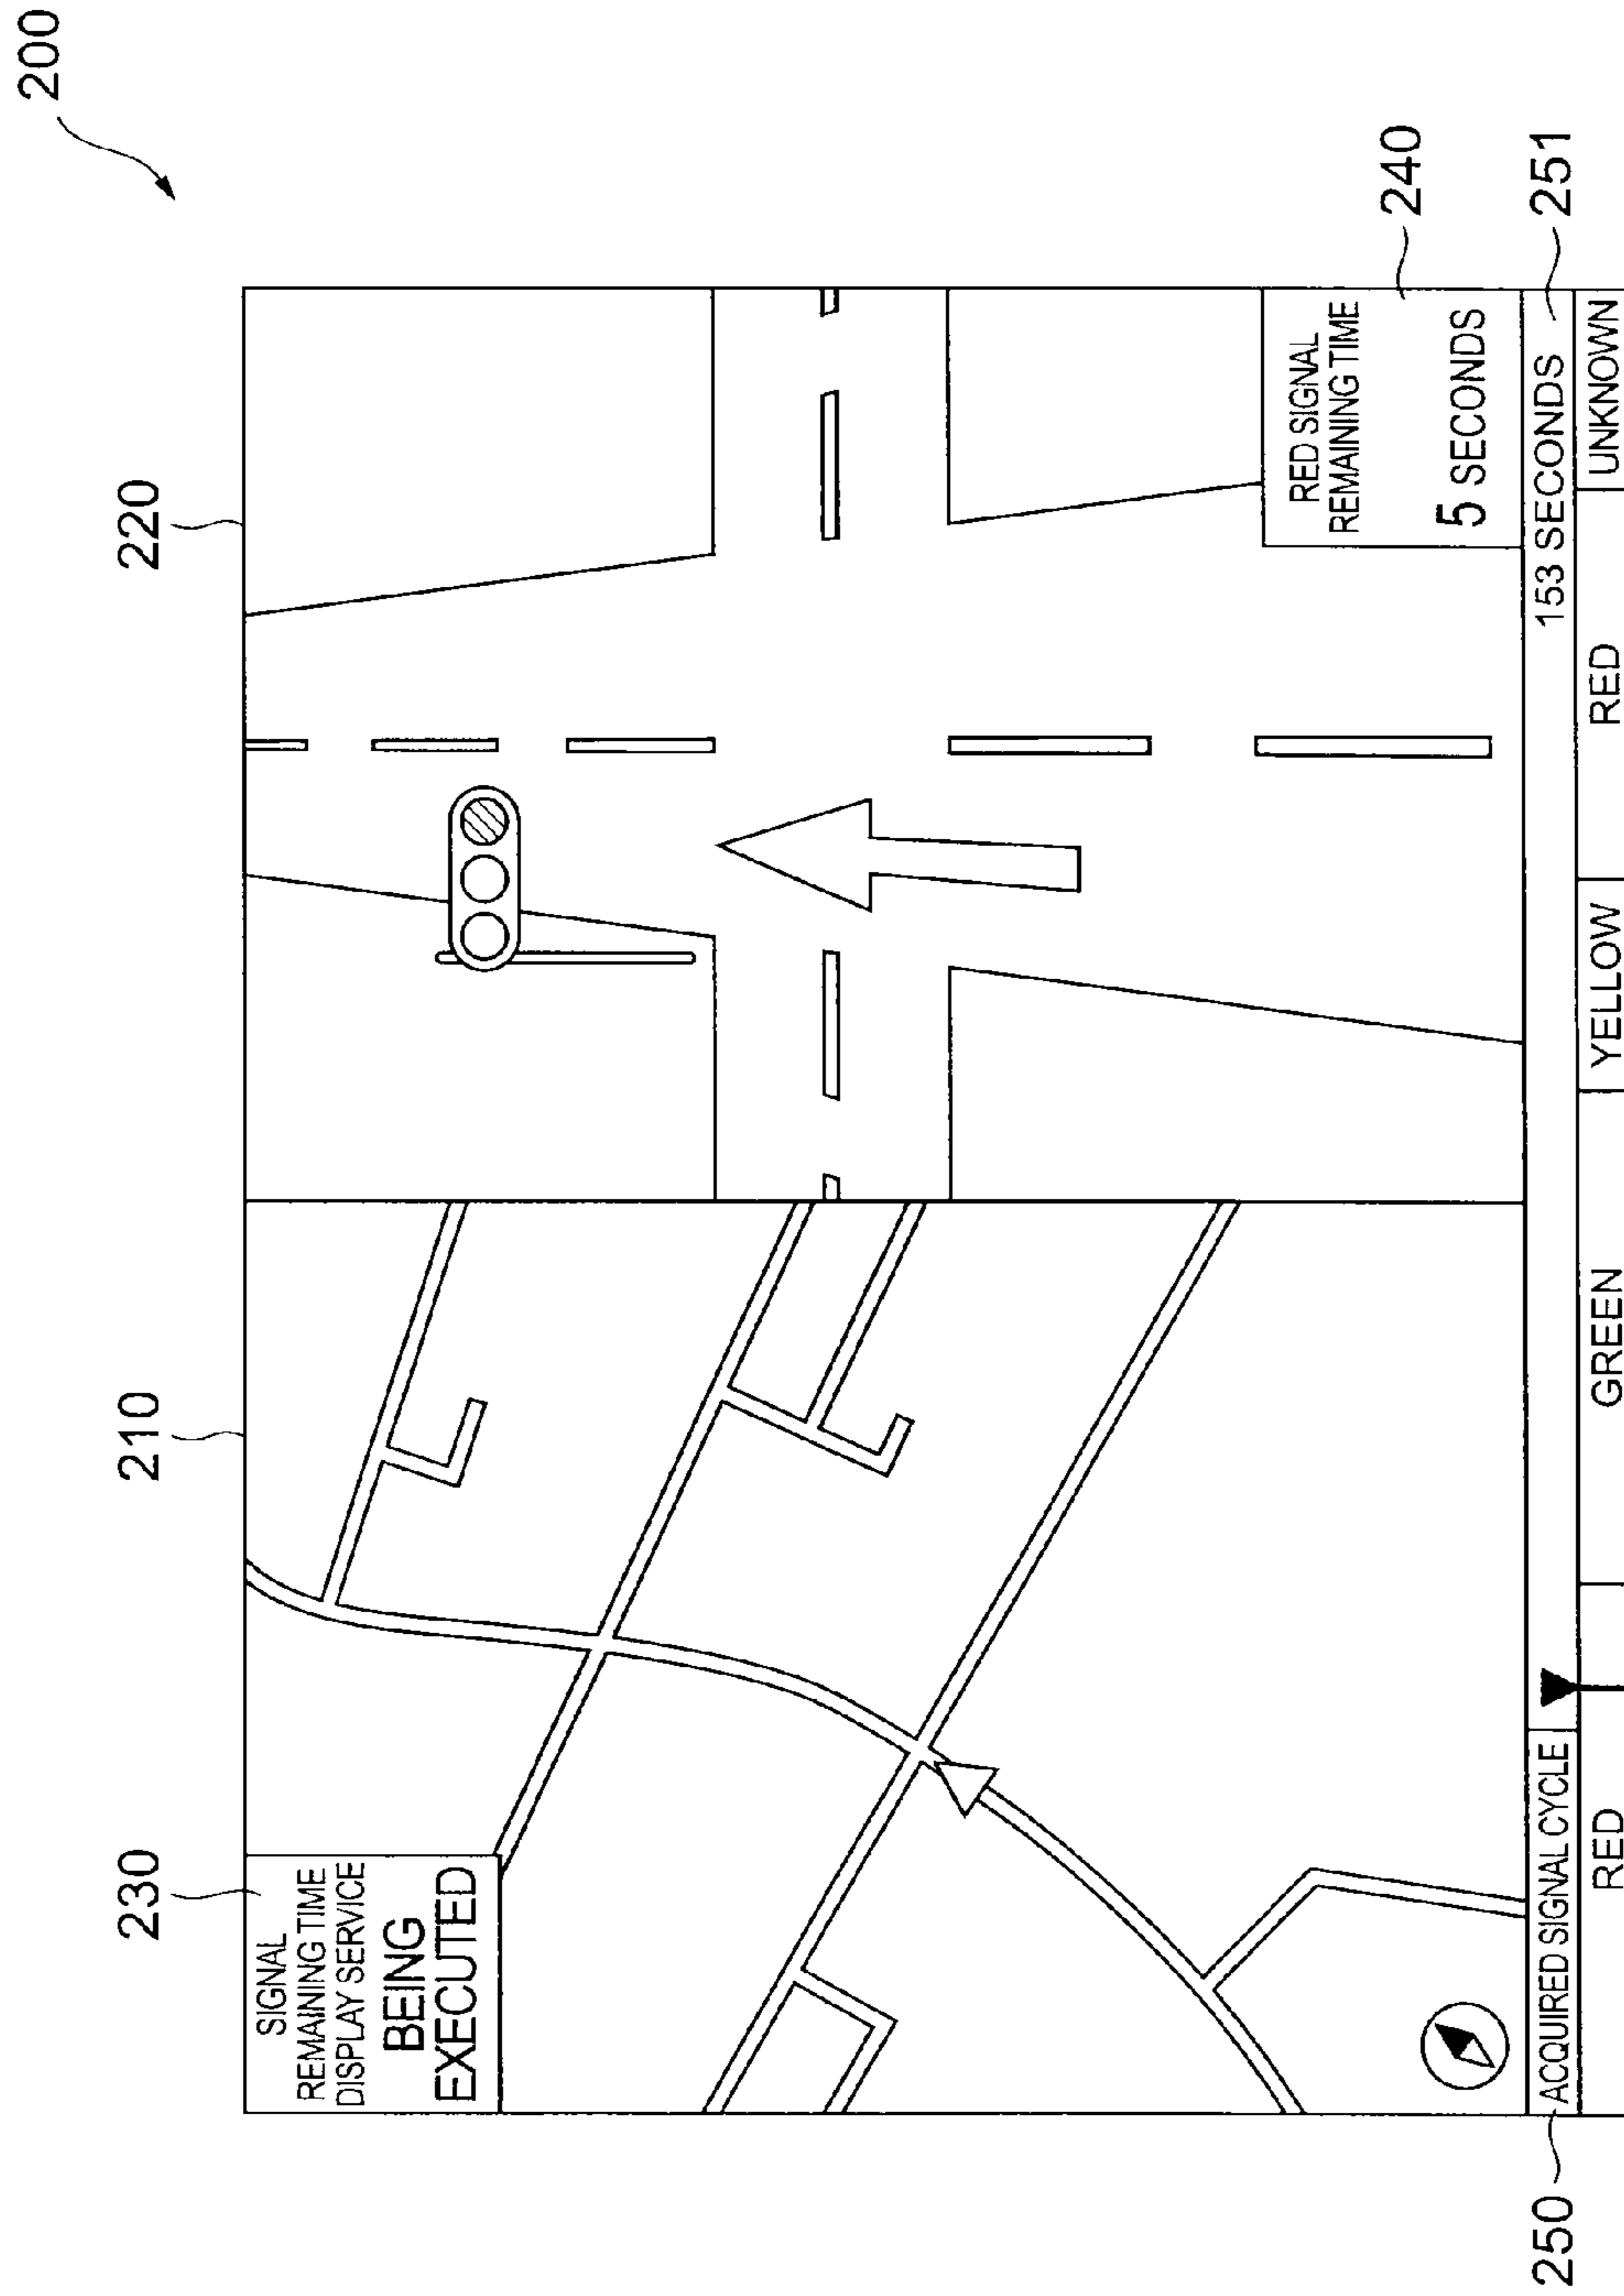 200
230
210
220
SIGNAL
REMAINING TIME
DISPLAY SERVICE
BEING
EXECUTED
RED SIGNAL
REMAINING TIME
5 SECONDS
240
250
ACQUIRED SIGNAL CYCLE
153 SECONDS
251
RED
GREEN
YELLOW
RED
UNKNOWN